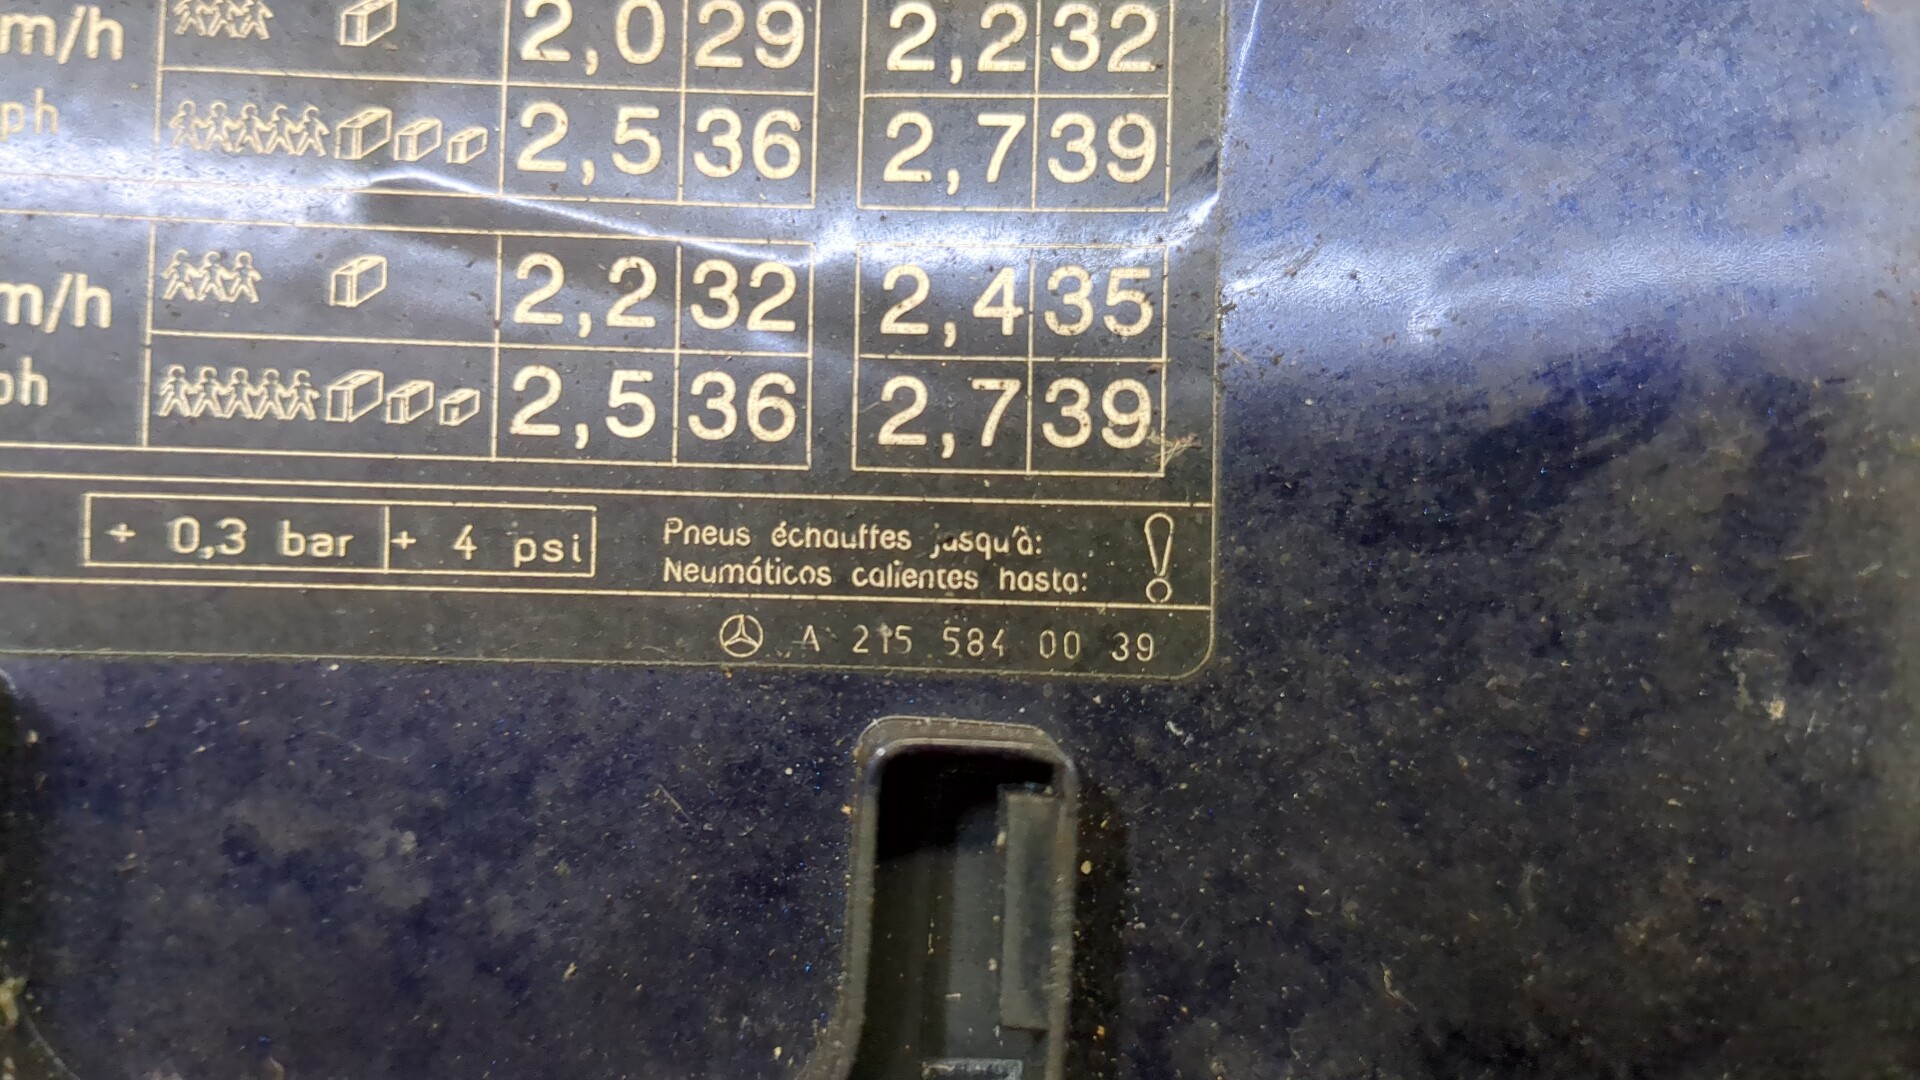 m/h 2,0 29 2,2 32
ph 2,5 36 2,7 39
m/h 2,2 32 2,4 35
ph 2,5 36 2,7 39
+ 0,3 bar + 4 psi Pneus échauffes jusqu'à:
Neumáticos calientes hasta: !
A 215 584 00 39